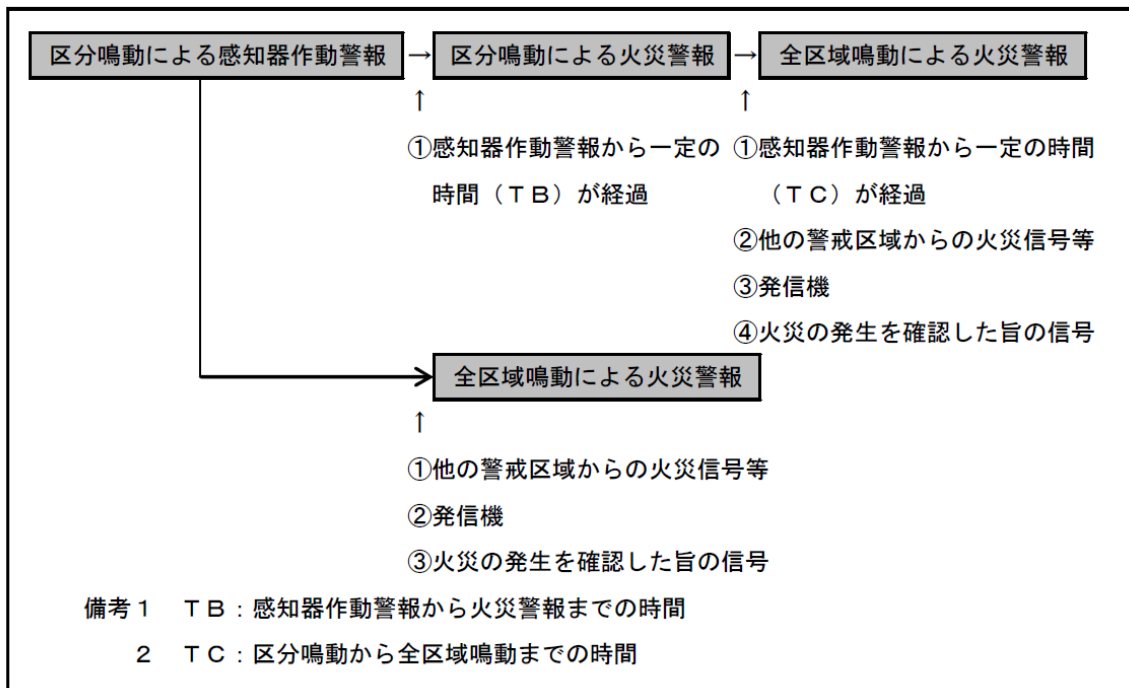 区分鳴動による感知器作動警報 → 区分鳴動による火災警報 → 全区域鳴動による火災警報
↑ ↑
①感知器作動警報から一定の ①感知器作動警報から一定の時間
時間(TB)が経過 (TC)が経過
②他の警戒区域からの火災信号等
③発信機
④火災の発生を確認した旨の信号
全区域鳴動による火災警報
↑
①他の警戒区域からの火災信号等
②発信機
③火災の発生を確認した旨の信号
備考1 TB:感知器作動警報から火災警報までの時間
2 TC:区分鳴動から全区域鳴動までの時間